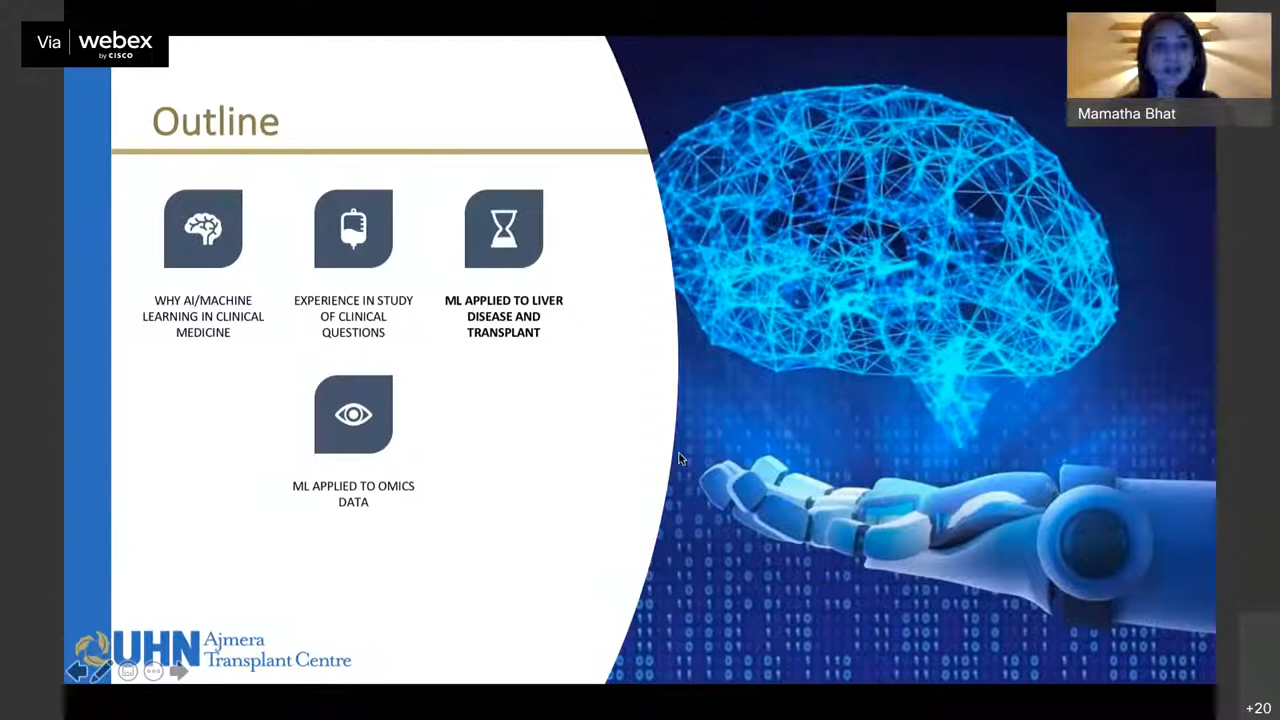 Via webex
by CISCO
Mamatha Bhat
Outline
WHY AI/MACHINE
LEARNING IN CLINICAL
MEDICINE
EXPERIENCE IN STUDY
OF CLINICAL
QUESTIONS
ML APPLIED TO LIVER
DISEASE AND
TRANSPLANT
ML APPLIED TO OMICS
DATA
UHN Ajmera
Transplant Centre
+20